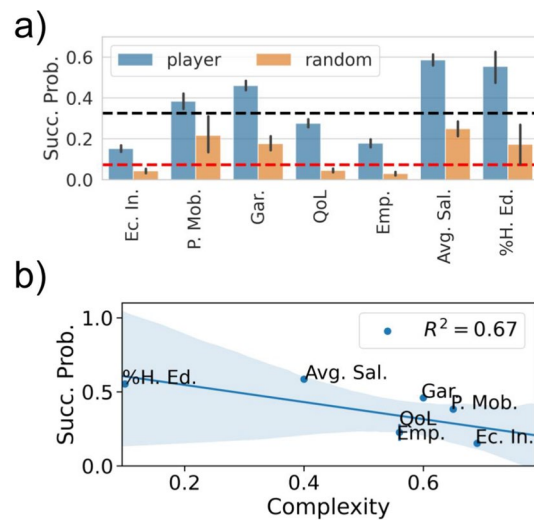 a)
Succ. Prob.
0.6
0.4
0.2
0.0
player
random
Ec. In.
P. Mob.
Gar.
QoL
Emp.
Avg. Sal.
%H. Ed.
b)
Succ. Prob.
1.0
0.5
0.0
R² = 0.67
%H. Ed.
Avg. Sal.
Gar.
P. Mob.
QoL
Emp.
Ec. In.
0.2
0.4
0.6
Complexity